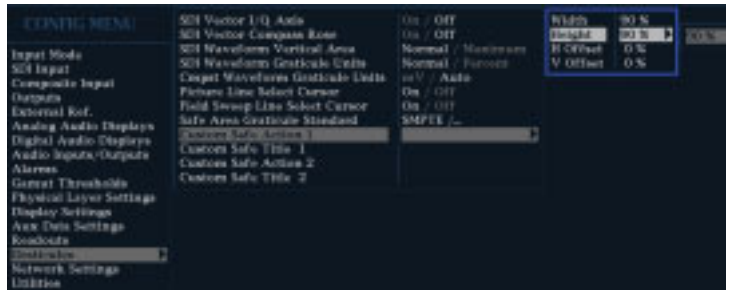 CONFIG MENU
Input Mode
SDI Input
Composite Input
Outputs
External Ref.
Analog Audio Displays
Digital Audio Displays
Audio Inputs/Outputs
Alarms
Gamut Thresholds
Physical Layer Settings
Display Settings
Aux Data Settings
Readouts
Graticules
Network Settings
Utilities
SDI Vector I/Q Axis On / Off
SDI Vector Compass Rose On / Off
SDI Waveform Vertical Area Normal / Maximum
SDI Waveform Graticule Units Normal / Percent
Cmpst Waveform Graticule Units mV / Auto
Picture Line Select Cursor On / Off
Field Sweep Line Select Cursor On / Off
Safe Area Graticule Standard SMPTE /...
Custom Safe Action 1
Custom Safe Title 1
Custom Safe Action 2
Custom Safe Title 2
Width 90 %
Height 90 % 90 %
H Offset 0 %
V Offset 0 %